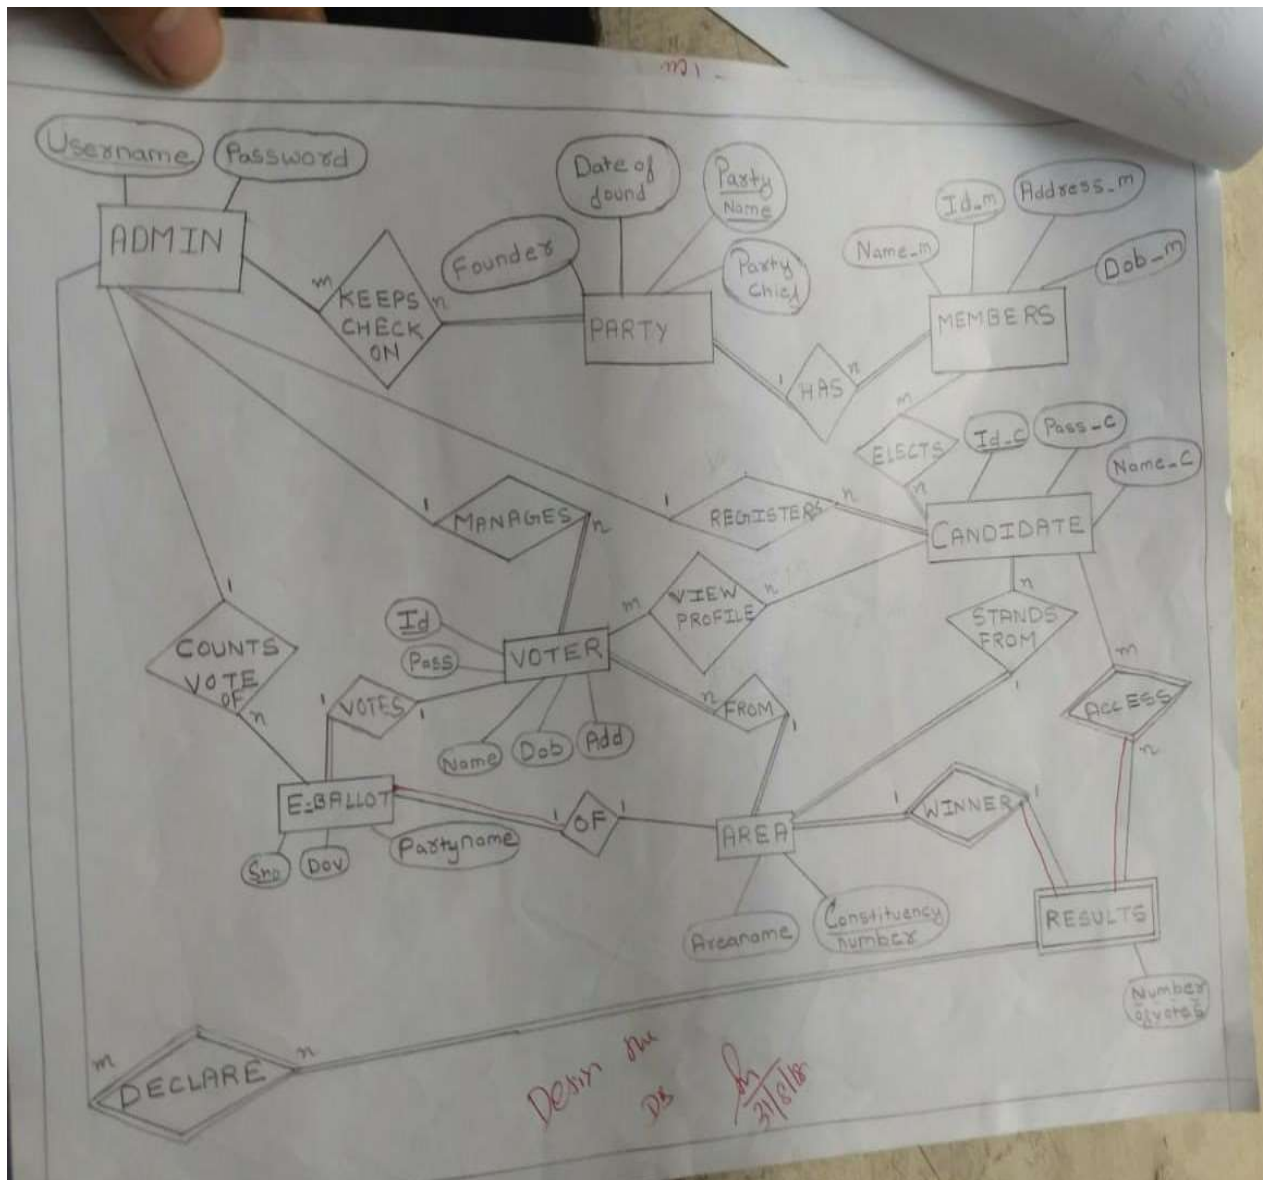 Username
Password
ADMIN
m
KEEPS
CHECK
ON
n
Founder
Date of
found
Party
Name
Party
Chief
PARTY
Name_m
Id_m
Address_m
Dob_m
MEMBERS
1
HAS
n
m
ELECTS
n
Id_C
Pass_C
Name_C
CANDIDATE
1
MANAGES
n
1
REGISTERS
n
m
VIEW
PROFILE
n
n
STANDS
FROM
1
m
ACCESS
n
1
COUNTS
VOTE
OF
n
Id
Pass
VOTER
Name
Dob
Add
1
VOTES
1
n
FROM
1
E-BALLOT
Sno
Dov
Partyname
1
OF
1
AREA
Areaname
Constituency
number
1
WINNER
1
RESULTS
Number
of votes
m
DECLARE
n
DB
31/8/18